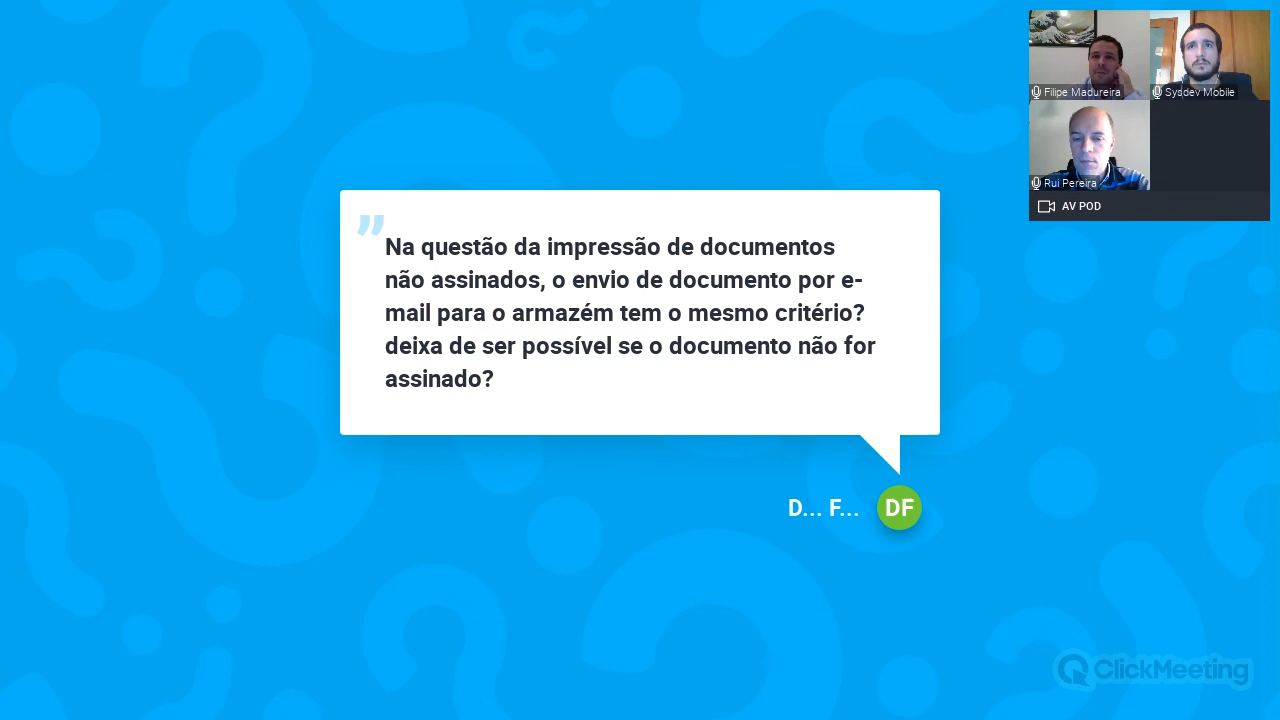 Filipe Madureira
Sysdev Mobile
Rui Pereira
AV POD
Na questão da impressão de documentos
não assinados, o envio de documento por e-
mail para o armazém tem o mesmo critério?
deixa de ser possível se o documento não for
assinado?
D... F...
DF
ClickMeeting